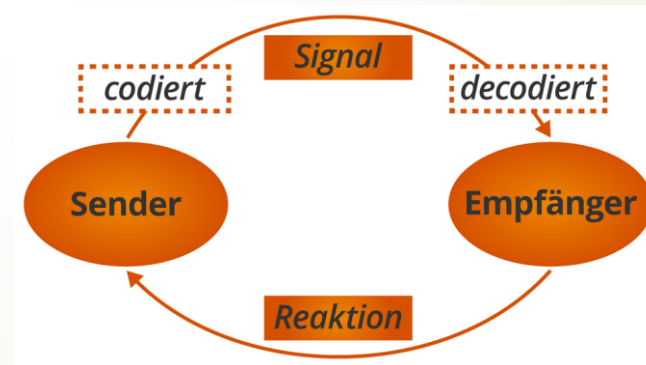 Signal
codiert
decodiert
Sender
Empfänger
Reaktion